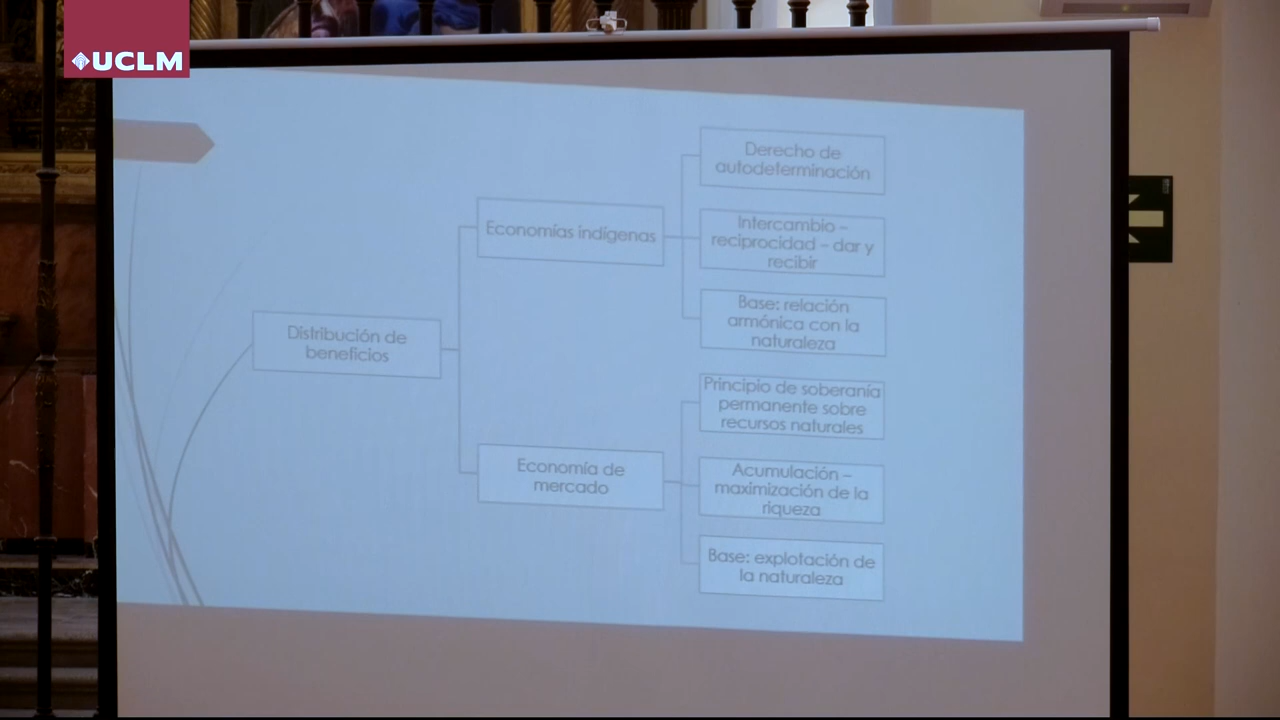 UCLM
Distribución de
beneficios
Economías indígenas
Derecho de
autodeterminación
Intercambio –
reciprocidad – dar y
recibir
Base: relación
armónica con la
naturaleza
Economía de
mercado
Principio de soberanía
permanente sobre
recursos naturales
Acumulación –
maximización de la
riqueza
Base: explotación de
la naturaleza